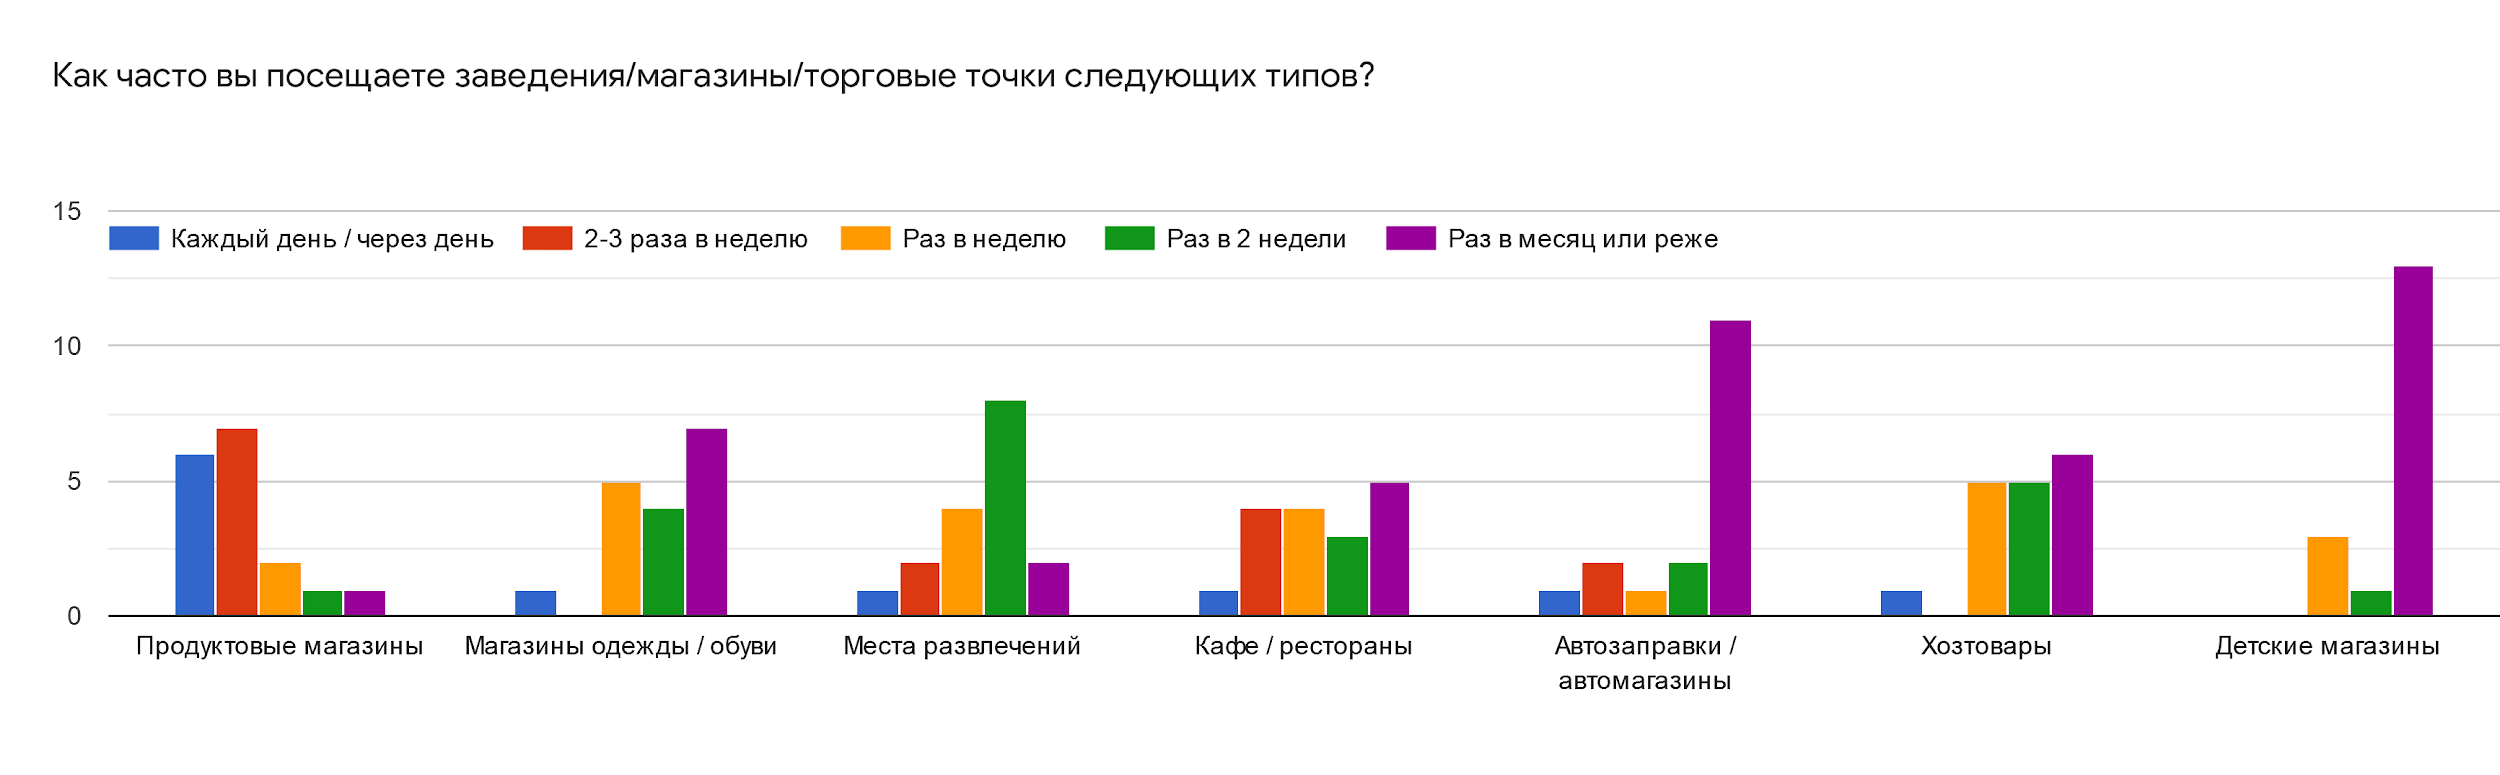 Как часто вы посещаете заведения/магазины/торговые точки следующих типов?
15
Каждый день / через день 2-3 раза в неделю Раз в неделю Раз в 2 недели Раз в месяц или реже
10
5
0
Продуктовые магазины Магазины одежды / обуви Места развлечений Кафе / рестораны Автозаправки / Хозтовары Детские магазины
автомагазины